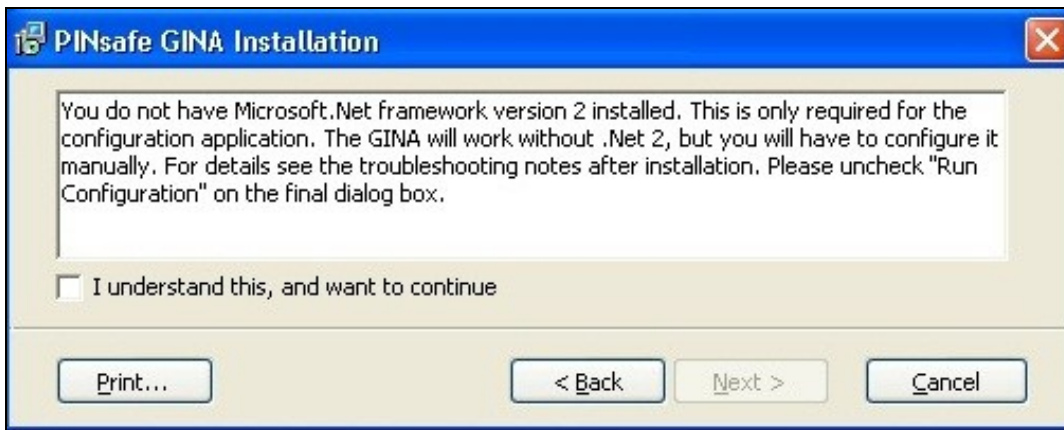 PINsafe GINA Installation
You do not have Microsoft.Net framework version 2 installed. This is only required for the
configuration application. The GINA will work without .Net 2, but you will have to configure it
manually. For details see the troubleshooting notes after installation. Please uncheck "Run
Configuration" on the final dialog box.
I understand this, and want to continue
Print...
< Back
Next >
Cancel